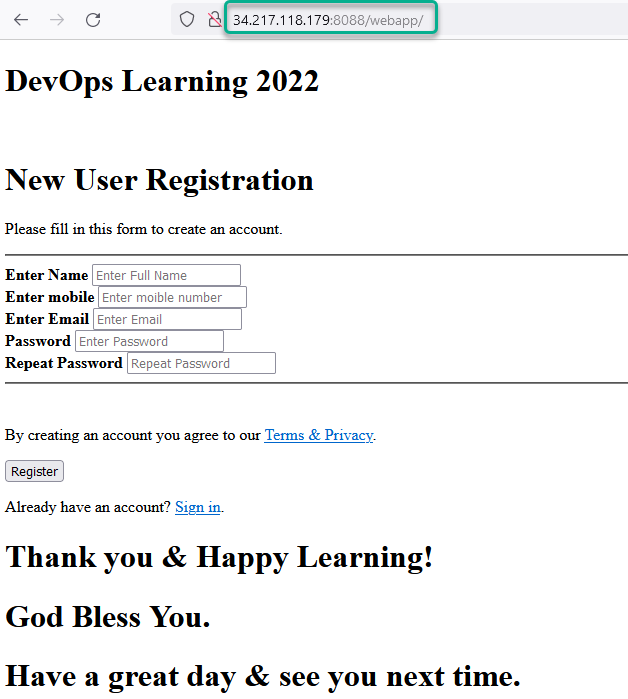 34.217.118.179:8088/webapp/
DevOps Learning 2022
New User Registration
Please fill in this form to create an account.
Enter Name Enter Full Name
Enter mobile Enter moible number
Enter Email Enter Email
Password Enter Password
Repeat Password Repeat Password
By creating an account you agree to our Terms & Privacy.
Register
Already have an account? Sign in.
Thank you & Happy Learning!
God Bless You.
Have a great day & see you next time.